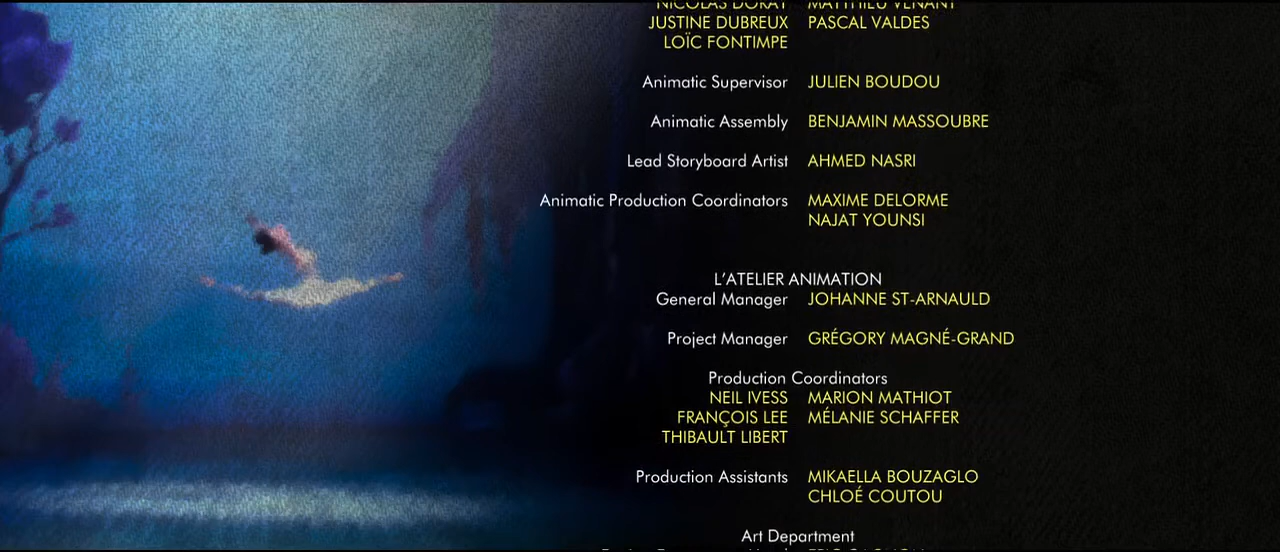 JUSTINE DUBREUX PASCAL VALDES
LOÏC FONTIMPE
Animatic Supervisor JULIEN BOUDOU
Animatic Assembly BENJAMIN MASSOUBRE
Lead Storyboard Artist AHMED NASRI
Animatic Production Coordinators MAXIME DELORME
NAJAT YOUNSI
L'ATELIER ANIMATION
General Manager JOHANNE ST-ARNAULD
Project Manager GRÉGORY MAGNÉ-GRAND
Production Coordinators
NEIL IVESS MARION MATHIOT
FRANÇOIS LEE MÉLANIE SCHAFFER
THIBAULT LIBERT
Production Assistants MIKAELLA BOUZAGLO
CHLOÉ COUTOU
Art Department